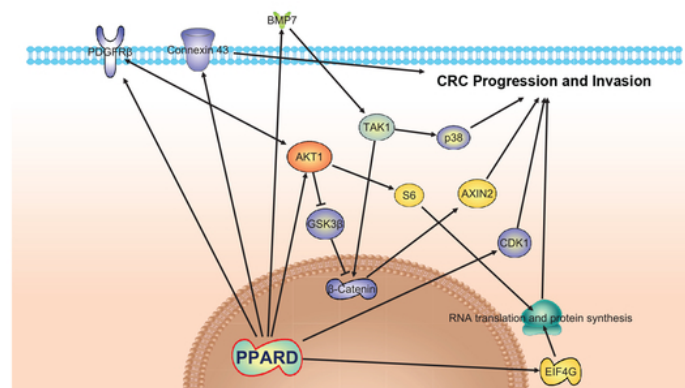 BMP7
PDGFRβ
Connexin 43
CRC Progression and Invasion
TAK1
p38
AKT1
S6
AXIN2
GSK3β
CDK1
β-Catenin
RNA translation and protein synthesis
PPARD
EIF4G